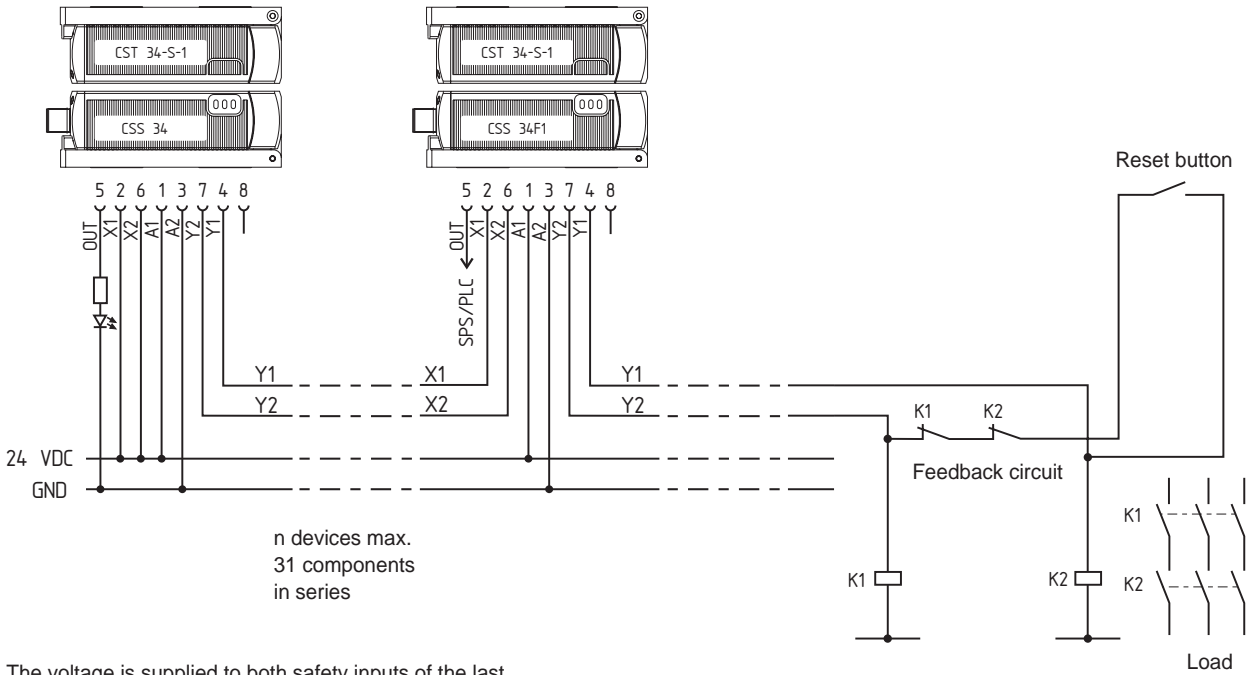 CST 34-S-1
CST 34-S-1
CSS 34
CSS 34F1
Reset button
5 2 6 1 3 7 4 8
5 2 6 1 3 7 4 8
OUT X1 X2 A1 A2 Y2 Y1
OUT X1 X2 A1 A2 Y2 Y1
SPS/PLC
Y1 X1 Y1
Y2 X2 Y2
K1 K2
24 VDC
GND
Feedback circuit
n devices max.
31 components
in series
K1
K2
K1 K2
Load
The voltage is supplied to both safety inputs of the last